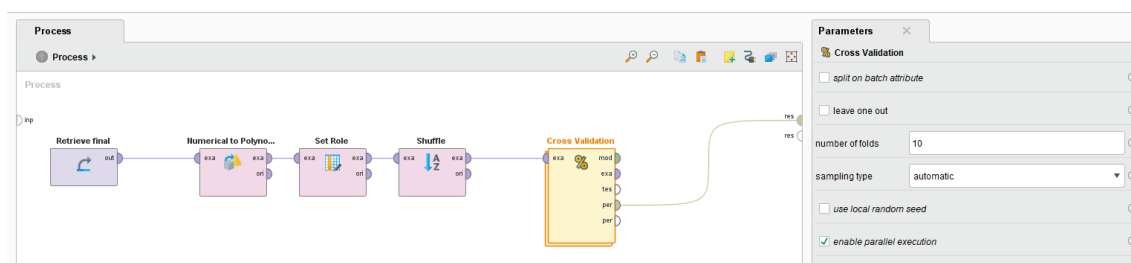 Process
Process
Process
inp
res
res
Retrieve final
out
Numerical to Polyno...
exa
exa
ori
Set Role
exa
exa
ori
Shuffle
exa
A
Z
exa
ori
Cross Validation
exa
%
mod
exa
tes
per
per
Parameters
% Cross Validation
split on batch attribute
leave one out
number of folds
10
sampling type
automatic
use local random seed
enable parallel execution